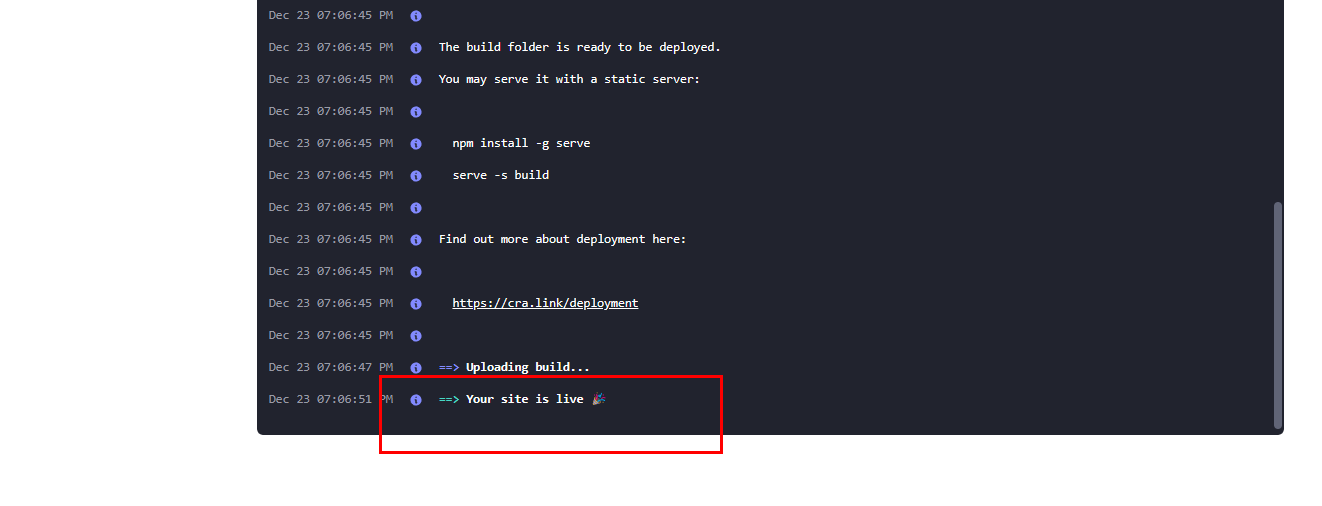 Dec 23 07:06:45 PM
Dec 23 07:06:45 PM The build folder is ready to be deployed.
Dec 23 07:06:45 PM You may serve it with a static server:
Dec 23 07:06:45 PM
Dec 23 07:06:45 PM npm install -g serve
Dec 23 07:06:45 PM serve -s build
Dec 23 07:06:45 PM
Dec 23 07:06:45 PM Find out more about deployment here:
Dec 23 07:06:45 PM
Dec 23 07:06:45 PM https://cra.link/deployment
Dec 23 07:06:45 PM
Dec 23 07:06:47 PM ==> Uploading build...
Dec 23 07:06:51 PM ==> Your site is live 🎉